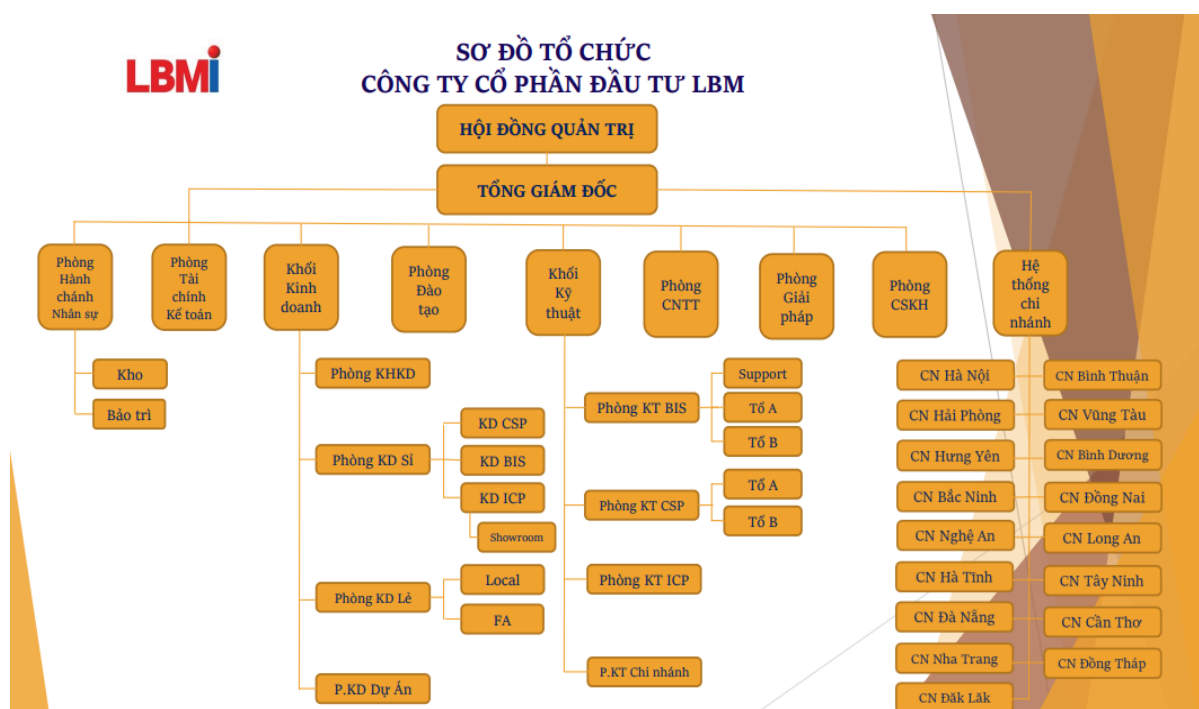 LBMi
SƠ ĐỒ TỔ CHỨC
CÔNG TY CỔ PHẦN ĐẦU TƯ LBM
HỘI ĐỒNG QUẢN TRỊ
TỔNG GIÁM ĐỐC
Phòng
Hành
chánh
Nhân sự
Phòng
Tài
chính
Kế toán
Khối
Kinh
doanh
Phòng
Đào
tạo
Khối
Kỹ
thuật
Phòng
CNTT
Phòng
Giải
pháp
Phòng
CSKH
Hệ
thống
chi
nhánh
Kho
Bảo trì
Phòng KHKD
Phòng KD Sỉ
KD CSP
KD BIS
KD ICP
Showroom
Phòng KD Lẻ
Local
FA
P.KD Dự Án
Phòng KT BIS
Support
Tổ A
Tổ B
Phòng KT CSP
Tổ A
Tổ B
Phòng KT ICP
P.KT Chi nhánh
CN Hà Nội
CN Hải Phòng
CN Hưng Yên
CN Bắc Ninh
CN Nghệ An
CN Hà Tĩnh
CN Đà Nẵng
CN Nha Trang
CN Đăk Lăk
CN Bình Thuận
CN Vũng Tàu
CN Bình Dương
CN Đồng Nai
CN Long An
CN Tây Ninh
CN Cần Thơ
CN Đồng Tháp